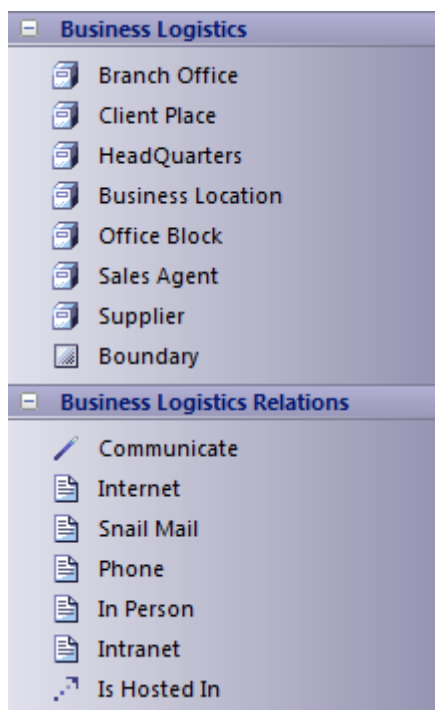 Business Logistics
Branch Office
Client Place
HeadQuarters
Business Location
Office Block
Sales Agent
Supplier
Boundary
Business Logistics Relations
Communicate
Internet
Snail Mail
Phone
In Person
Intranet
Is Hosted In